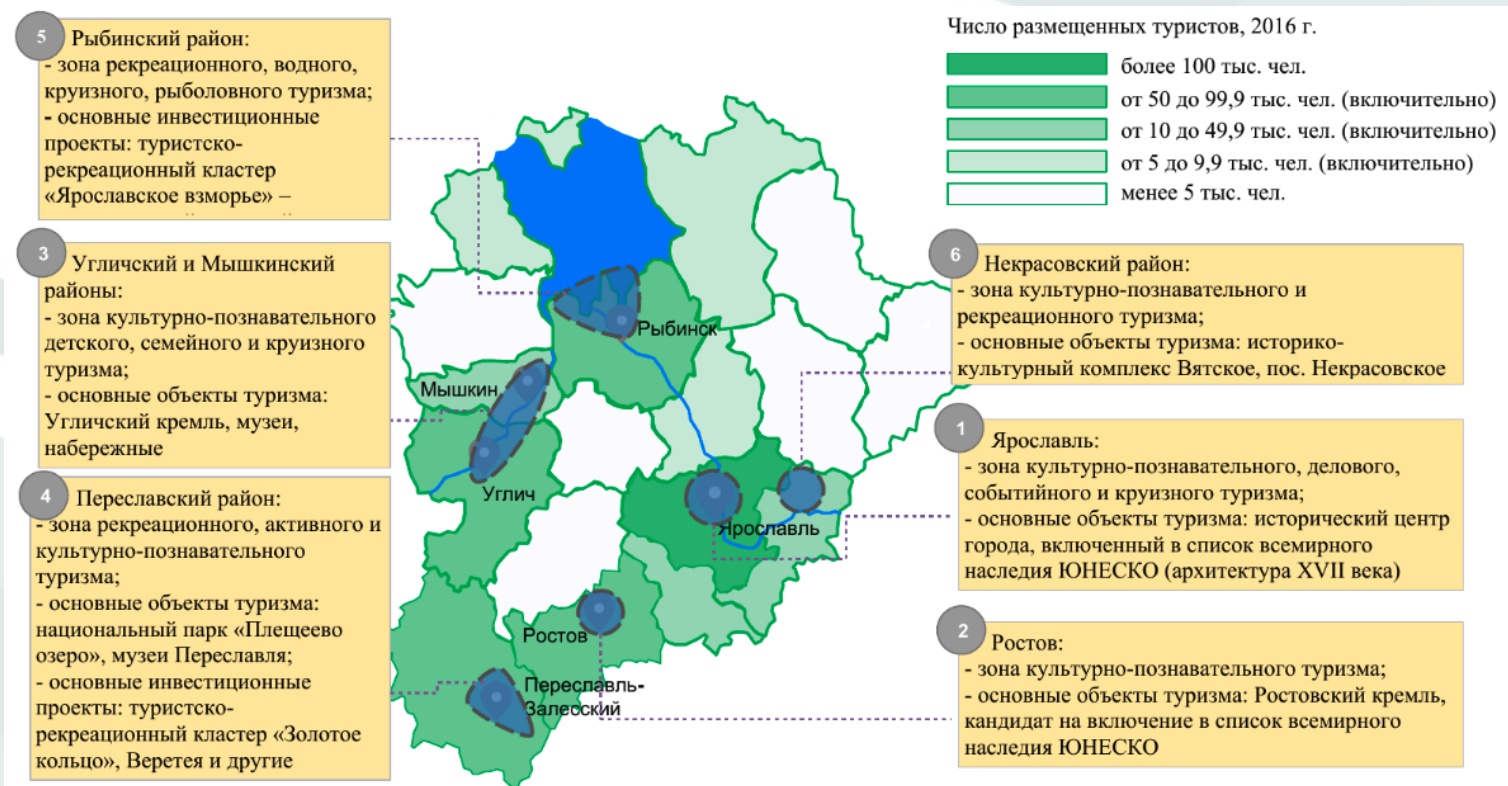 5
Рыбинский район:
- зона рекреационного, водного,
круизного, рыболовного туризма;
- основные инвестиционные
проекты: туристско-
рекреационный кластер
«Ярославское взморье» –
3
Угличский и Мышкинский
районы:
- зона культурно-познавательного
детского, семейного и круизного
туризма;
- основные объекты туризма:
Угличский кремль, музеи,
набережные
4
Переславский район:
- зона рекреационного, активного и
культурно-познавательного
туризма;
- основные объекты туризма:
национальный парк «Плещеево
озеро», музеи Переславля;
- основные инвестиционные
проекты: туристско-
рекреационный кластер «Золотое
кольцо», Веретея и другие
Рыбинск
Мышкин
Углич
Ярославль
Ростов
Переславль-
Залесский
Число размещенных туристов, 2016 г.
более 100 тыс. чел.
от 50 до 99,9 тыс. чел. (включительно)
от 10 до 49,9 тыс. чел. (включительно)
от 5 до 9,9 тыс. чел. (включительно)
менее 5 тыс. чел.
6
Некрасовский район:
- зона культурно-познавательного и
рекреационного туризма;
- основные объекты туризма: историко-
культурный комплекс Вятское, пос. Некрасовское
1
Ярославль:
- зона культурно-познавательного, делового,
событийного и круизного туризма;
- основные объекты туризма: исторический центр
города, включенный в список всемирного
наследия ЮНЕСКО (архитектура XVII века)
2
Ростов:
- зона культурно-познавательного туризма;
- основные объекты туризма: Ростовский кремль,
кандидат на включение в список всемирного
наследия ЮНЕСКО